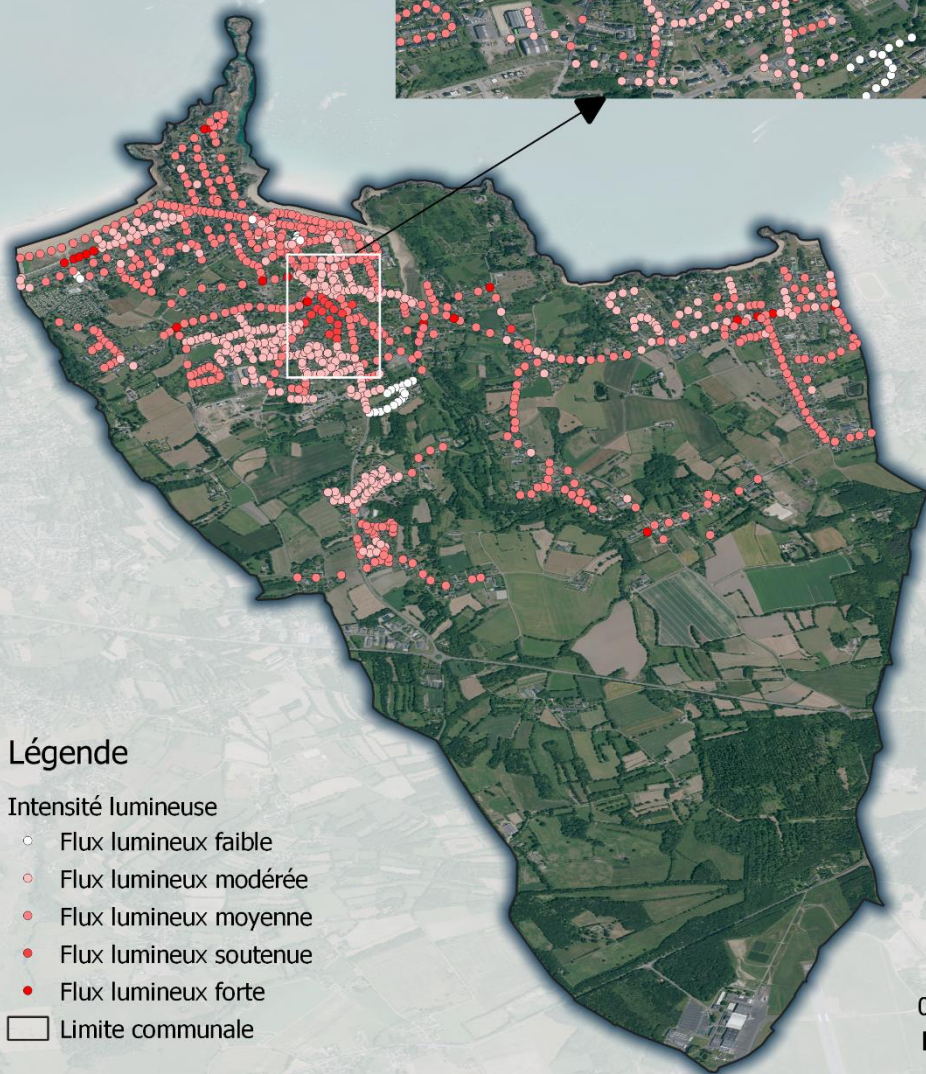 Légende
Intensité lumineuse
Flux lumineux faible
Flux lumineux modérée
Flux lumineux moyenne
Flux lumineux soutenue
Flux lumineux forte
Limite communale
0